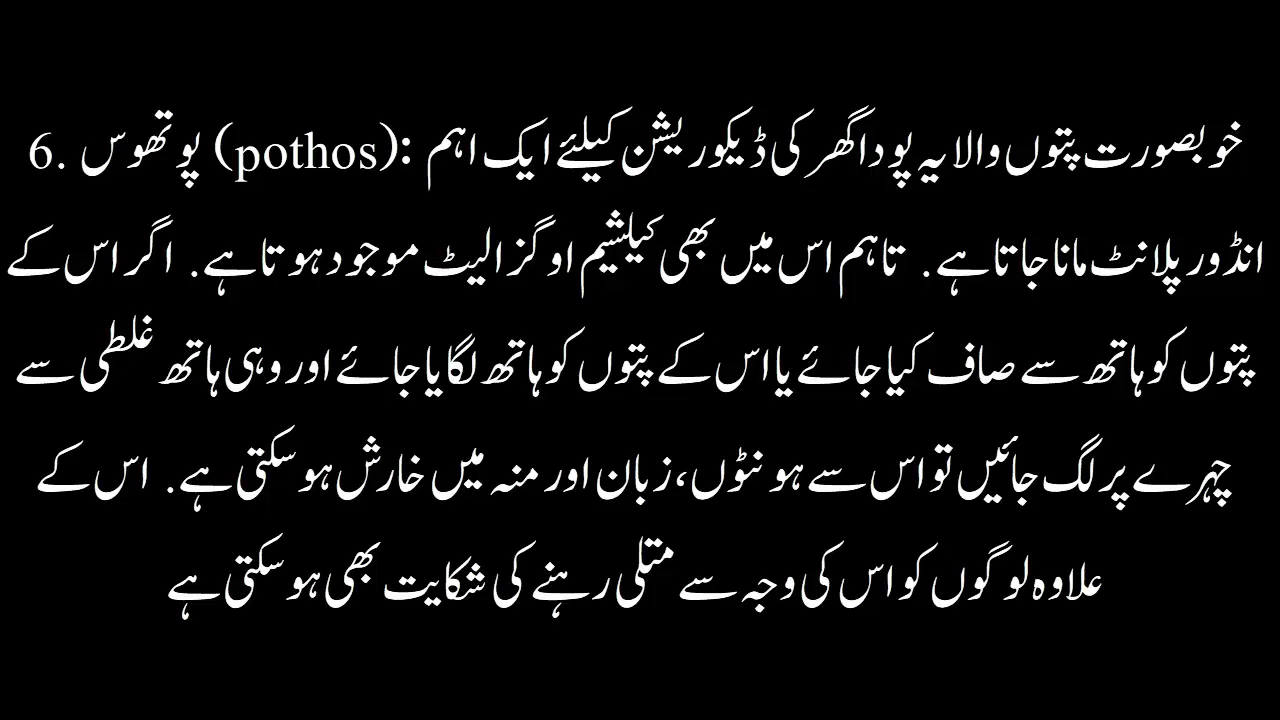 6. پوتھوس (pothos): خوبصورت پتوں والا یہ پودا گھر کی ڈیکوریشن کیلئے ایک اہم
انڈور پلانٹ مانا جاتا ہے. تاہم اس میں بھی کیلشیم اوگزالیٹ موجود ہوتا ہے. اگر اس کے
پتوں کو ہاتھ سے صاف کیا جائے یا اس کے پتوں کو ہاتھ لگایا جائے اور وہی ہاتھ غلطی سے
چہرے پر لگ جائیں تو اس سے ہونٹوں، زبان اور منہ میں خارش ہو سکتی ہے. اس کے
علاوہ لوگوں کو اس کی وجہ سے متلی رہنے کی شکایت بھی ہو سکتی ہے